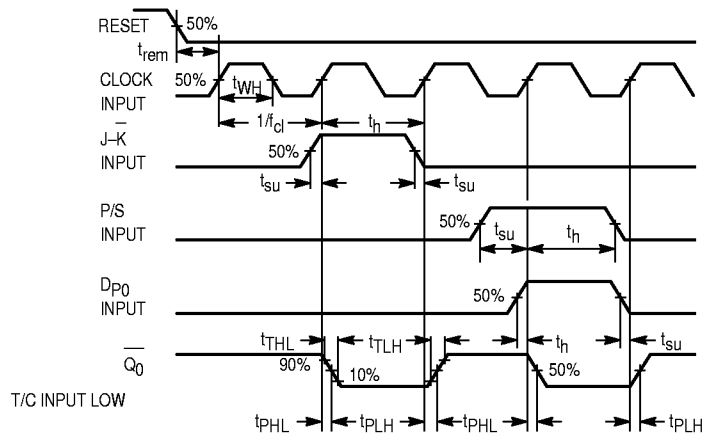 RESET
50%
trem
CLOCK
INPUT
50%
tWH
1/fcl
th
J–K̅
INPUT
50%
tsu
tsu
P/S
INPUT
50%
tsu
th
DP0
INPUT
50%
tTHL
tTLH
th
tsu
Q̅0
90%
10%
50%
T/C INPUT LOW
tPHL
tPLH
tPHL
tPLH